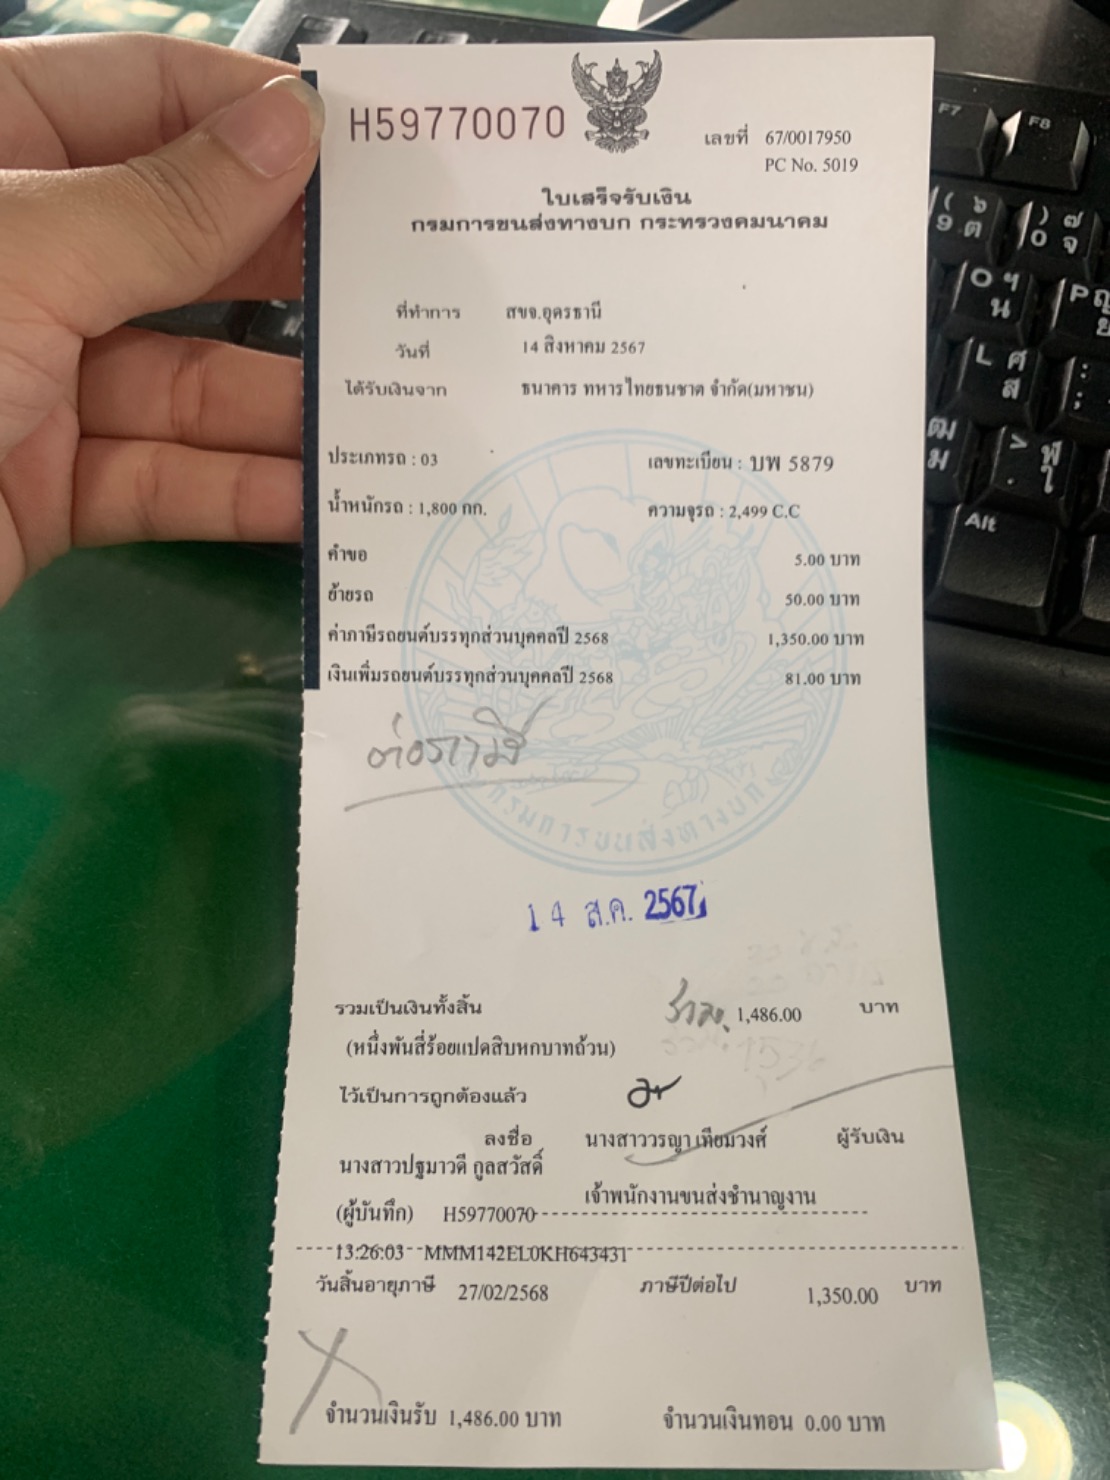 H59770070
เลขที่ 67/0017950
PC No. 5019
ใบเสร็จรับเงิน
กรมการขนส่งทางบก กระทรวงคมนาคม
ที่ทำการ สขจ.อุดรธานี
วันที่ 14 สิงหาคม 2567
ได้รับเงินจาก ธนาคาร ทหารไทยธนชาต จำกัด(มหาชน)
ประเภทรถ : 03 เลขทะเบียน : บพ 5879
น้ำหนักรถ : 1,800 กก. ความจุรถ : 2,499 C.C
คำขอ 5.00 บาท
ย้ายรถ 50.00 บาท
ค่าภาษีรถยนต์บรรทุกส่วนบุคคลปี 2568 1,350.00 บาท
เงินเพิ่มรถยนต์บรรทุกส่วนบุคคลปี 2568 81.00 บาท
ต่อภาษี
กรมการขนส่งทางบก
14 ส.ค. 2567
รวมเป็นเงินทั้งสิ้น รวม. 1,486.00 บาท
(หนึ่งพันสี่ร้อยแปดสิบหกบาทถ้วน)
ไว้เป็นการถูกต้องแล้ว
ลงชื่อ นางสาววรญา เทียมวงศ์ ผู้รับเงิน
นางสาวปฐมาวดี กูลสวัสดิ์
เจ้าพนักงานขนส่งชำนาญงาน
(ผู้บันทึก) H59770070
13:26:03 MMM142EL0KH643431
วันสิ้นอายุภาษี 27/02/2568 ภาษีปีต่อไป 1,350.00 บาท
จำนวนเงินรับ 1,486.00 บาท จำนวนเงินทอน 0.00 บาท
F7
F8
Alt